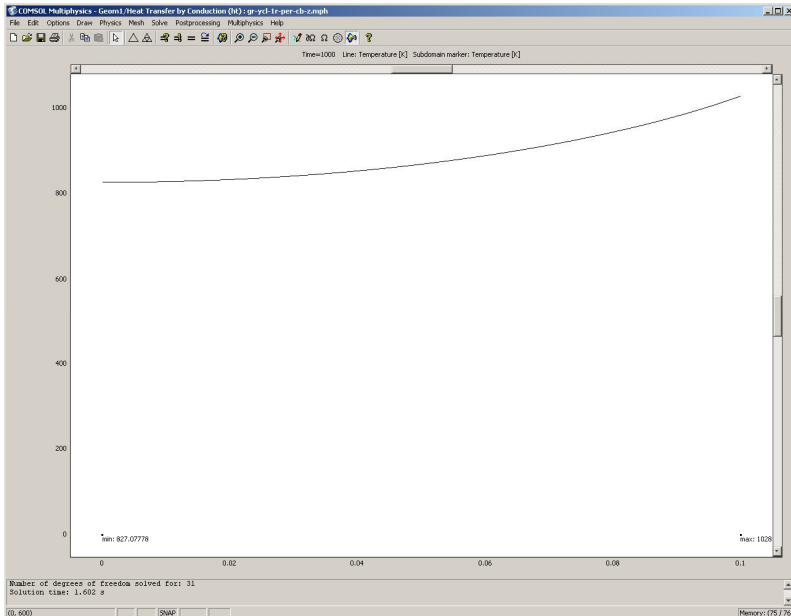 COMSOL Multiphysics - Geom1/Heat Transfer by Conduction (ht) : gr-ycl-1r-per-cb-z.mph
File Edit Options Draw Physics Mesh Solve Postprocessing Multiphysics Help
Time=1000 Line: Temperature [K] Subdomain marker: Temperature [K]
1000
800
600
400
200
0
min: 827.07778
max: 1028
0 0.02 0.04 0.06 0.08 0.1
Number of degrees of freedom solved for: 31
Solution time: 1.602 s
(0, 600) SNAP Memory: (75 / 76